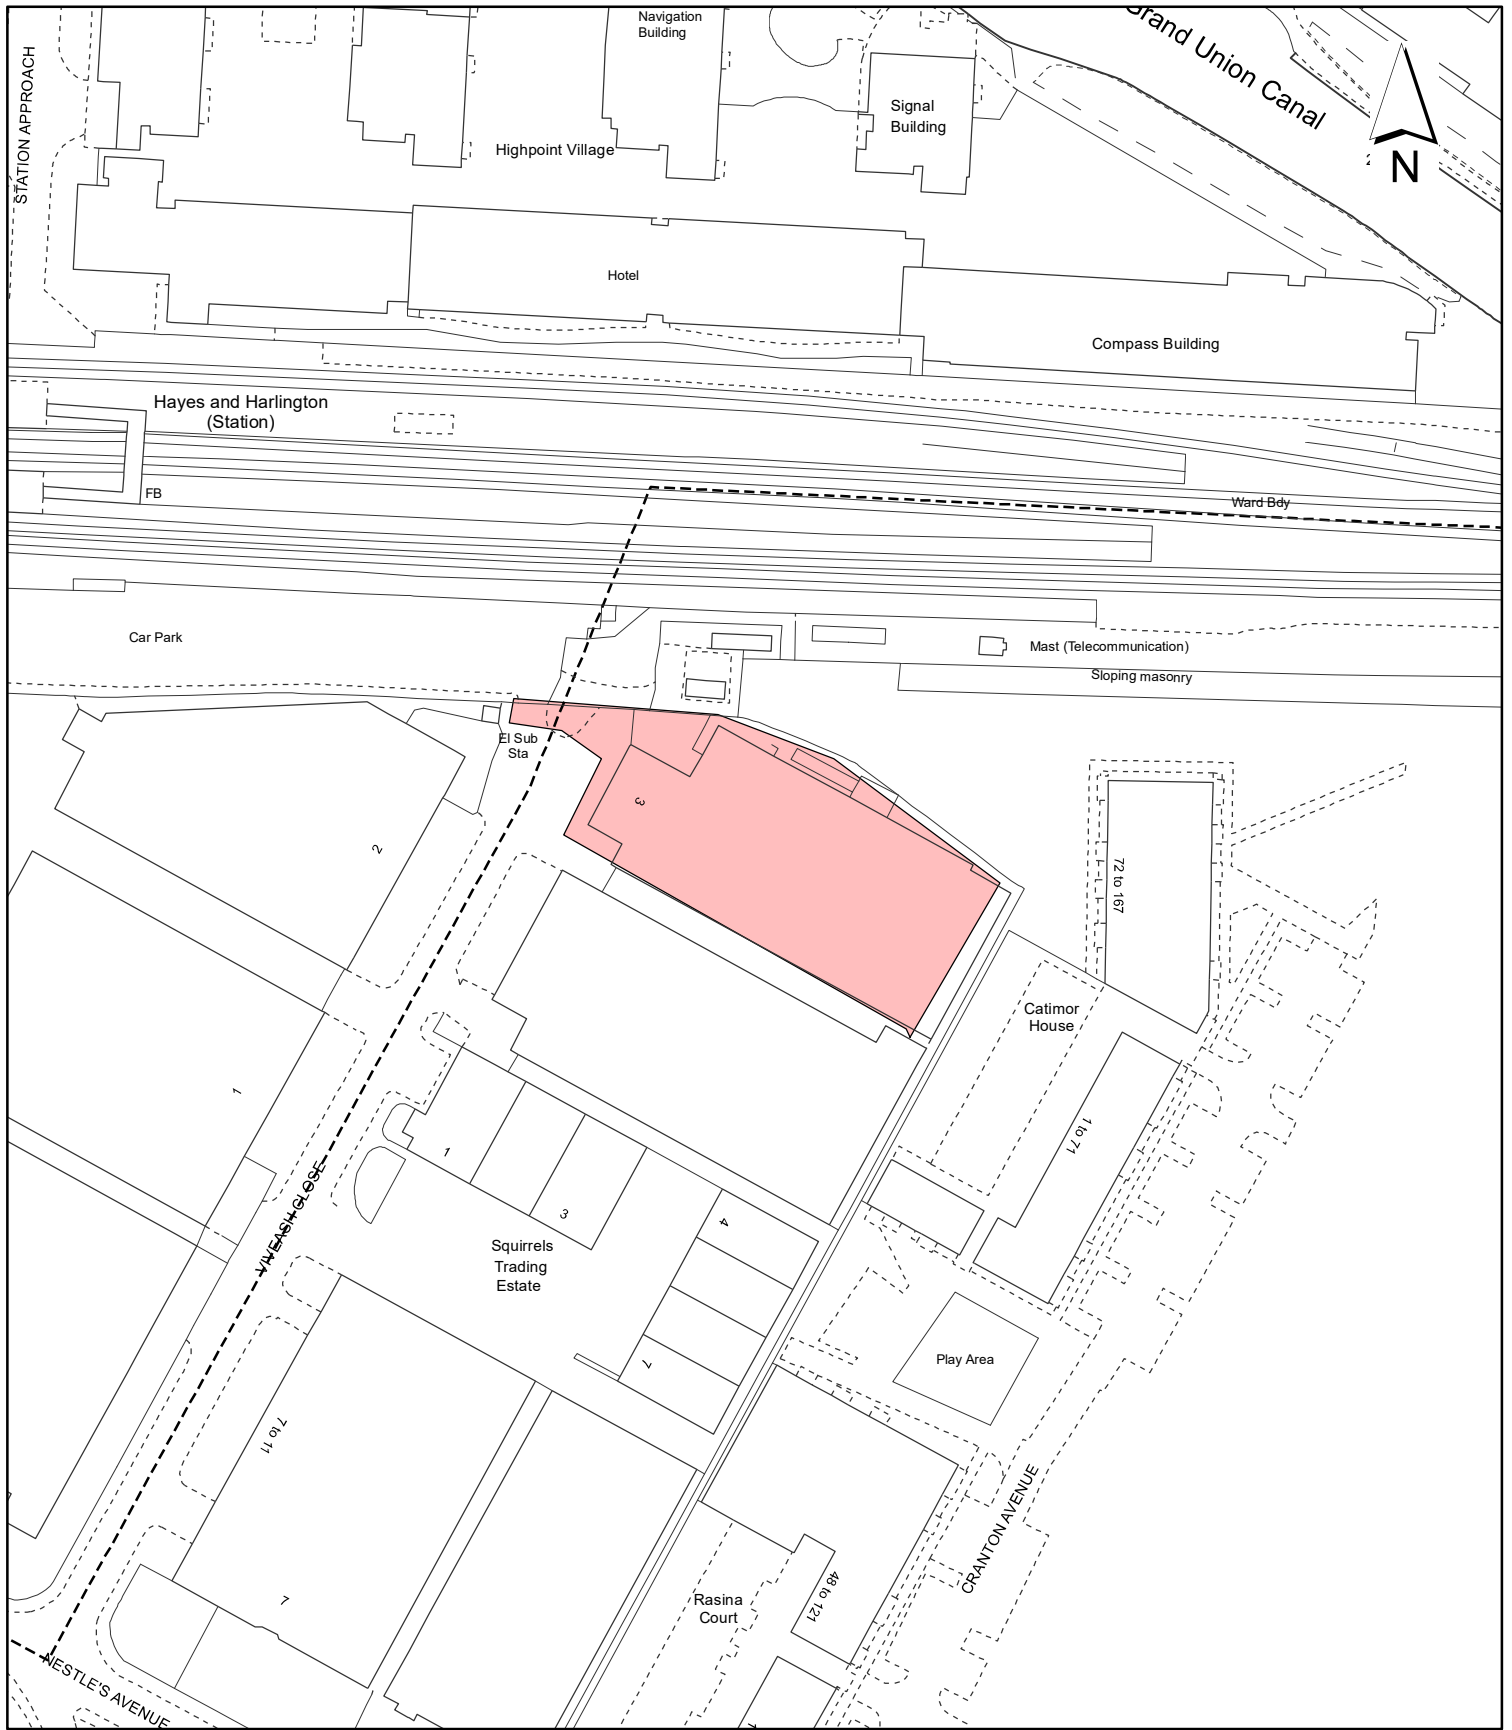 Navigation
Building
STATION APPROACH
Grand Union Canal
Signal
Building
Highpoint Village
N
Hotel
Compass Building
Hayes and Harlington
(Station)
FB
Ward Bdy
Car Park
Mast (Telecommunication)
Sloping masonry
El Sub
Sta
3
2
72 to 167
Catimor
House
1
1 to 71
1
3
4
VIVEASH CLOSE
Squirrels
Trading
Estate
7
Play Area
7 to 11
CRANTON AVENUE
48 to 121
Rasina
Court
7
NESTLE'S AVENUE